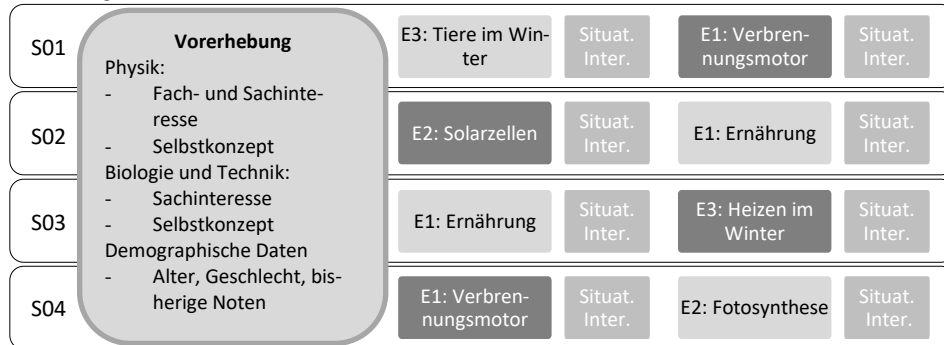 S01
S02
S03
S04
Vorerhebung
Physik:
- Fach- und Sachinte-
resse
- Selbstkonzept
Biologie und Technik:
- Sachinteresse
- Selbstkonzept
Demographische Daten
- Alter, Geschlecht, bis-
herige Noten
E3: Tiere im Win-
ter
Situat.
Inter.
E1: Verbren-
nungsmotor
Situat.
Inter.
E2: Solarzellen
Situat.
Inter.
E1: Ernährung
Situat.
Inter.
E1: Ernährung
Situat.
Inter.
E3: Heizen im
Winter
Situat.
Inter.
E1: Verbren-
nungsmotor
Situat.
Inter.
E2: Fotosynthese
Situat.
Inter.